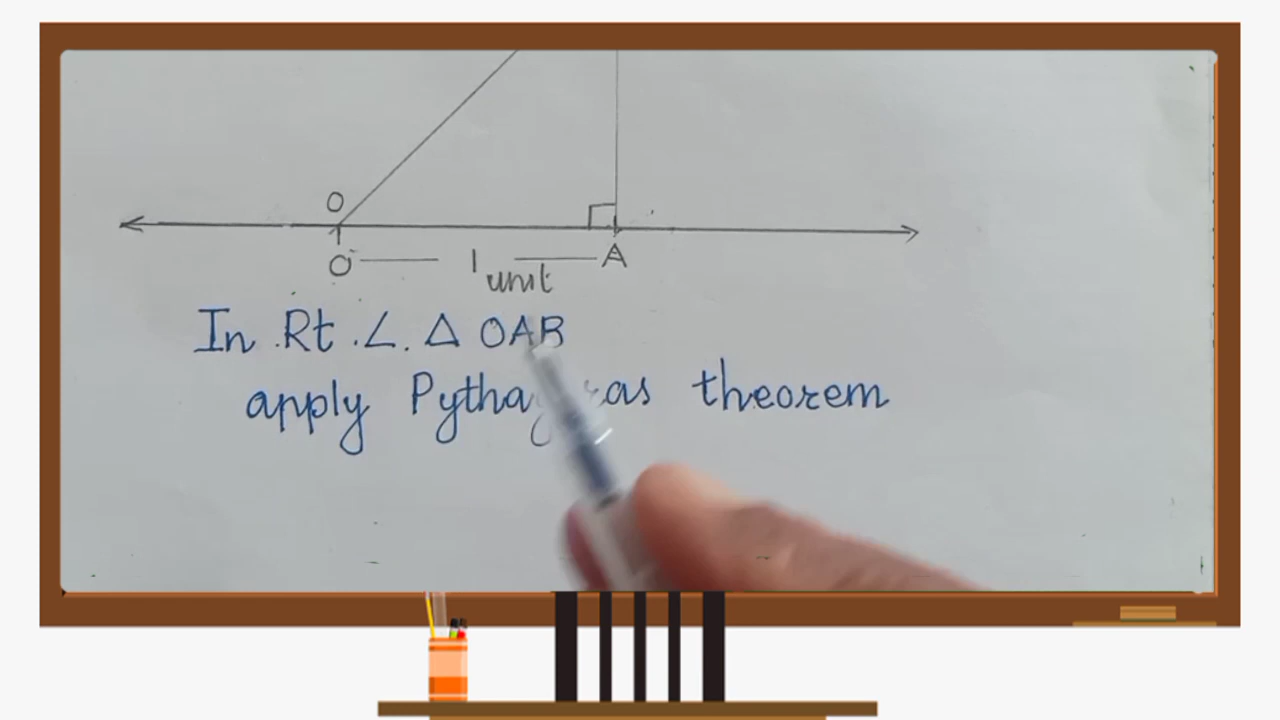 O
O 1 unit A
In Rt. ∠. △ OAB
apply theorem